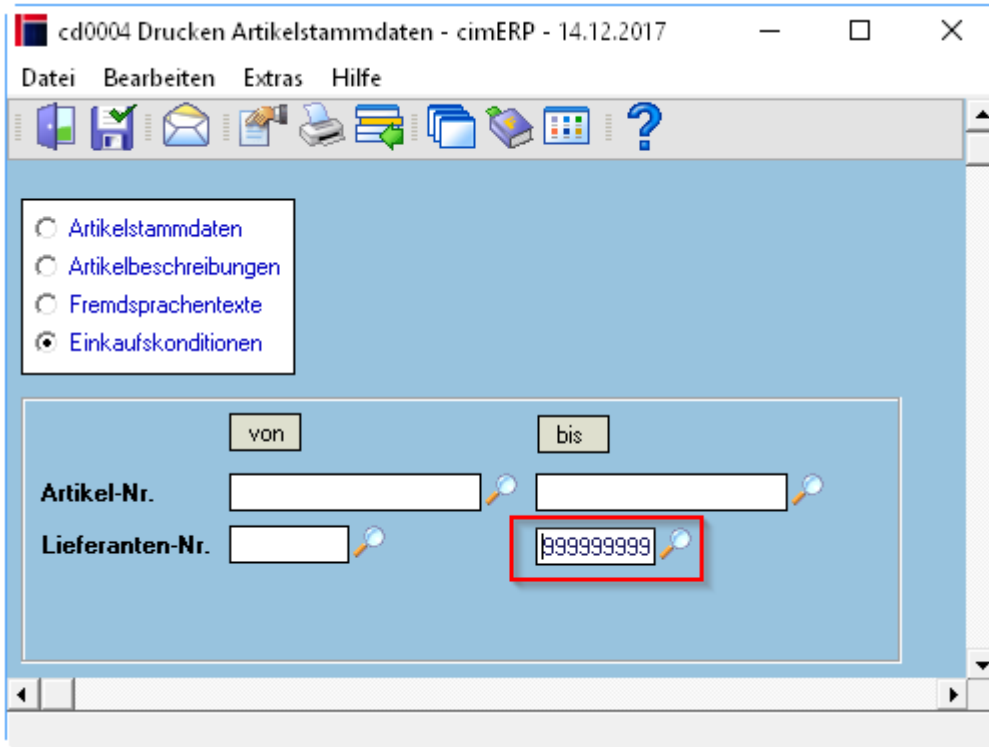 cd0004 Drucken Artikelstammdaten - cimERP - 14.12.2017
Datei Bearbeiten Extras Hilfe
Artikelstammdaten
Artikelbeschreibungen
Fremdsprachentexte
Einkaufskonditionen
von bis
Artikel-Nr.
Lieferanten-Nr. 999999999